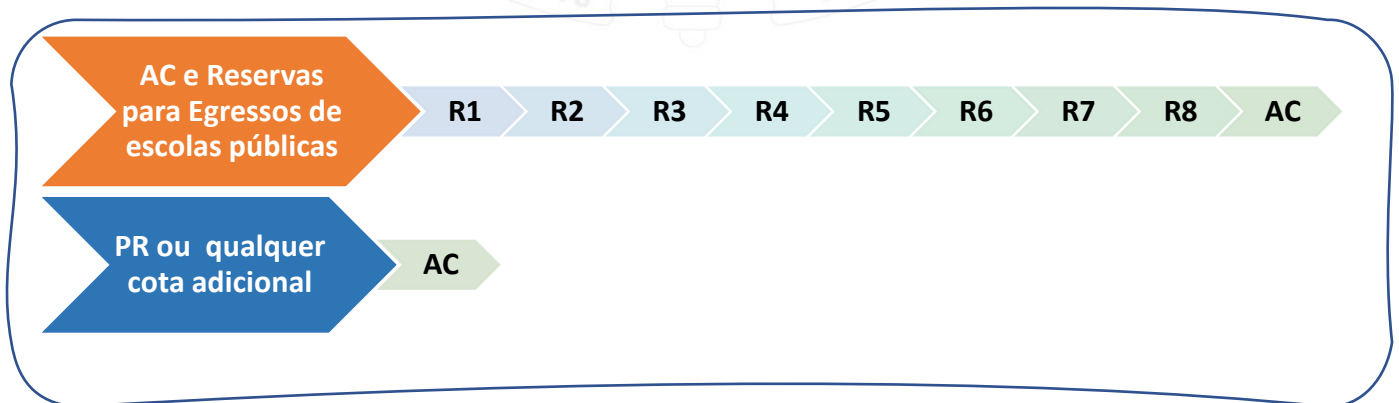 AC e Reservas
para Egressos de
escolas públicas
R1 R2 R3 R4 R5 R6 R7 R8 AC
PR ou qualquer
cota adicional
AC